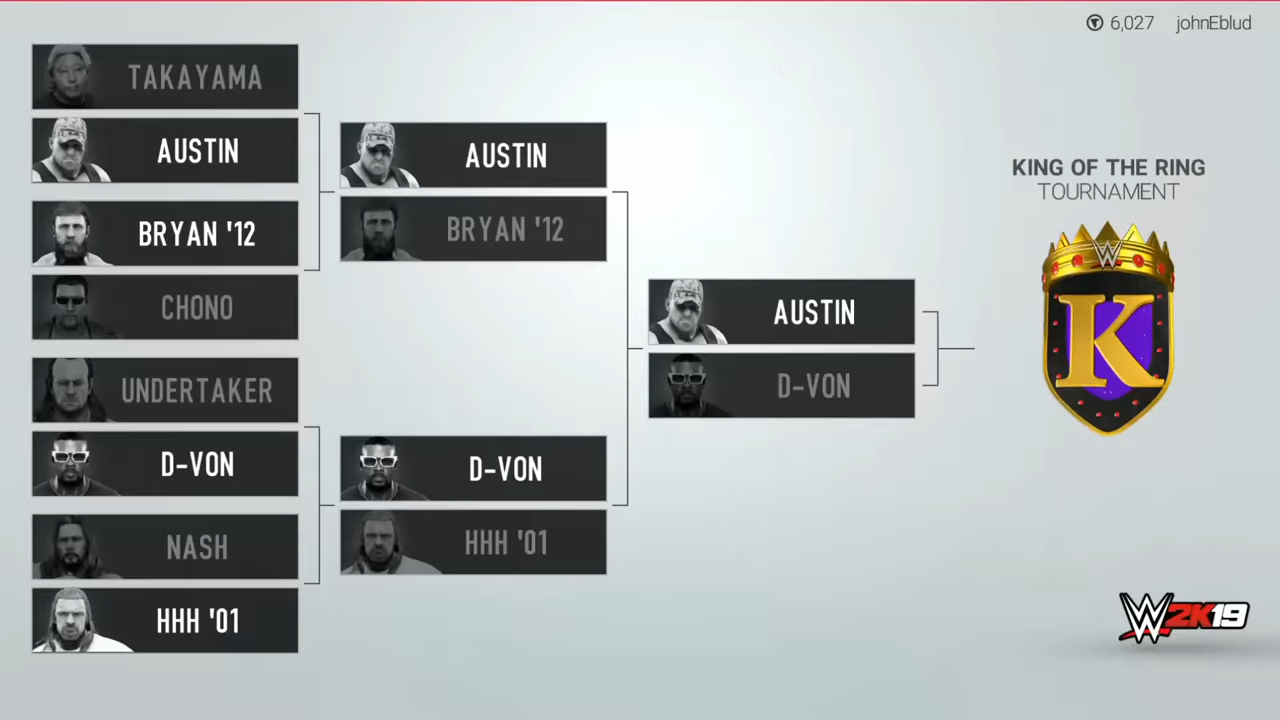 6,027 johnEblud
TAKAYAMA
AUSTIN
BRYAN '12
CHONO
UNDERTAKER
D-VON
NASH
HHH '01
AUSTIN
BRYAN '12
D-VON
HHH '01
AUSTIN
D-VON
KING OF THE RING
TOURNAMENT
W
K
W 2K19